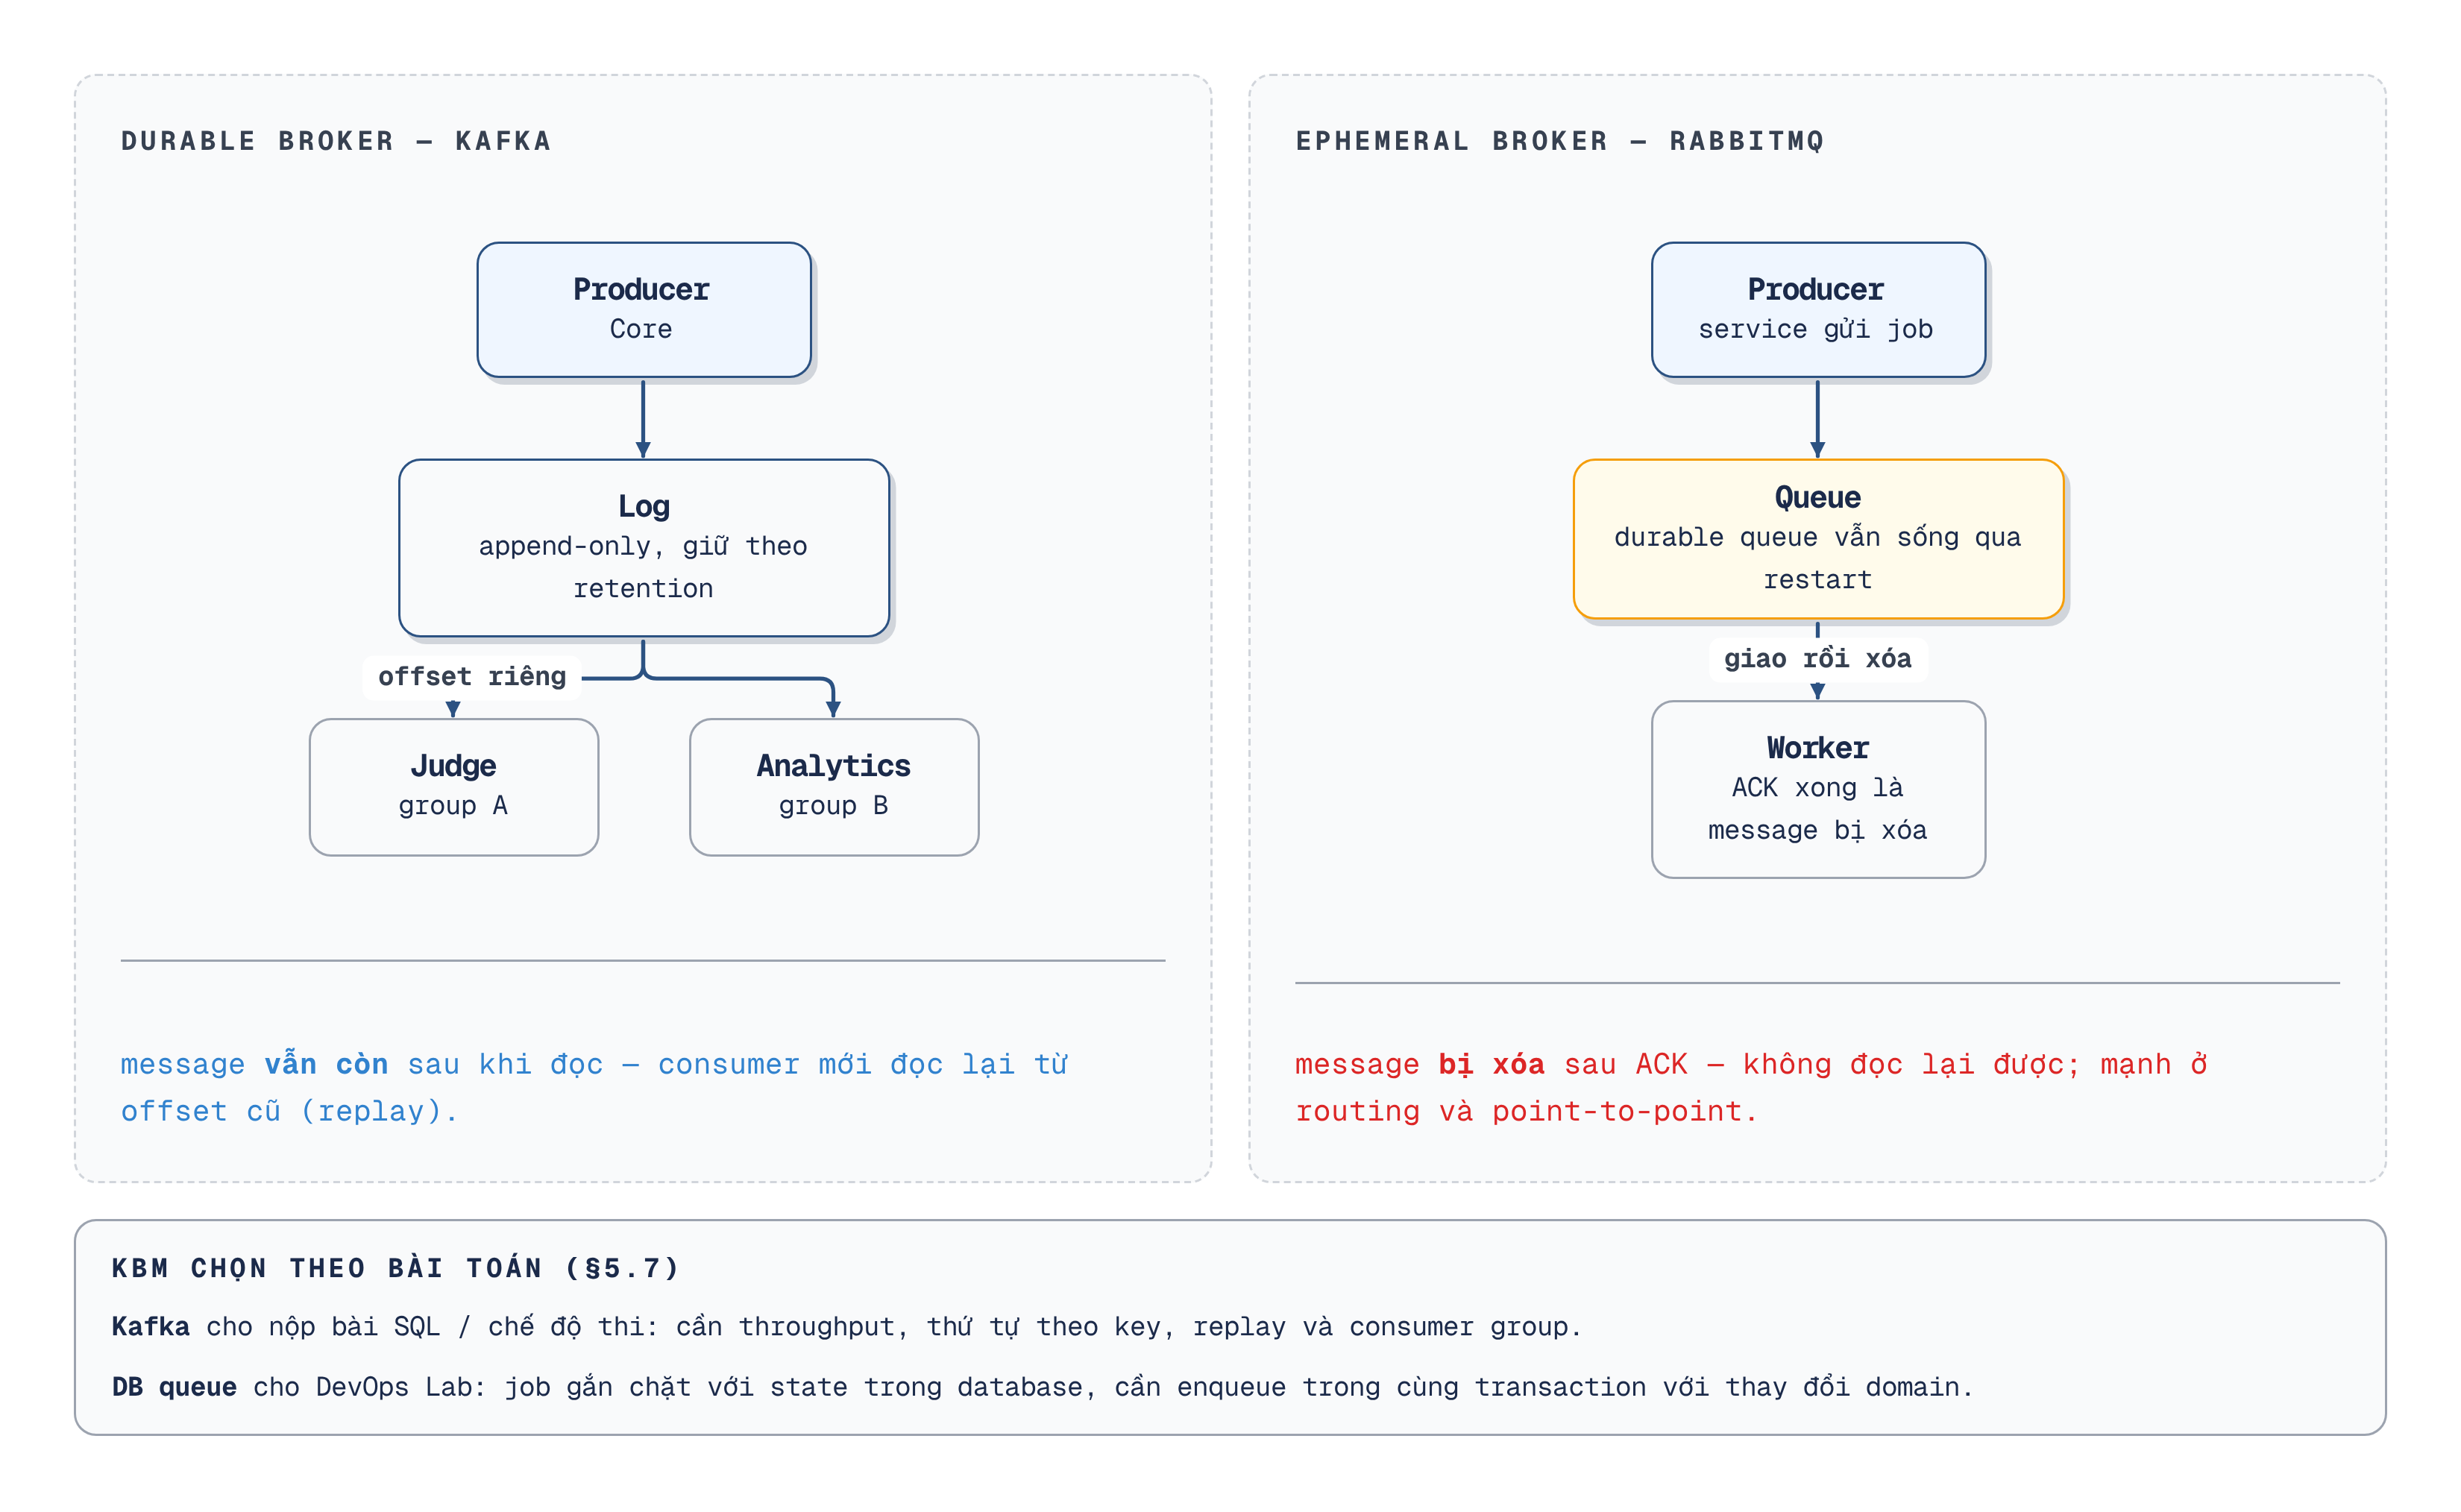 DURABLE BROKER — KAFKA
Producer
Core
Log
append-only, giữ theo
retention
offset riêng
Judge
group A
Analytics
group B
message vẫn còn sau khi đọc — consumer mới đọc lại từ
offset cũ (replay).
EPHEMERAL BROKER — RABBITMQ
Producer
service gửi job
Queue
durable queue vẫn sống qua
restart
giao rồi xóa
Worker
ACK xong là
message bị xóa
message bị xóa sau ACK — không đọc lại được; mạnh ở
routing và point-to-point.
KBM CHỌN THEO BÀI TOÁN (§5.7)
Kafka cho nộp bài SQL / chế độ thi: cần throughput, thứ tự theo key, replay và consumer group.
DB queue cho DevOps Lab: job gắn chặt với state trong database, cần enqueue trong cùng transaction với thay đổi domain.